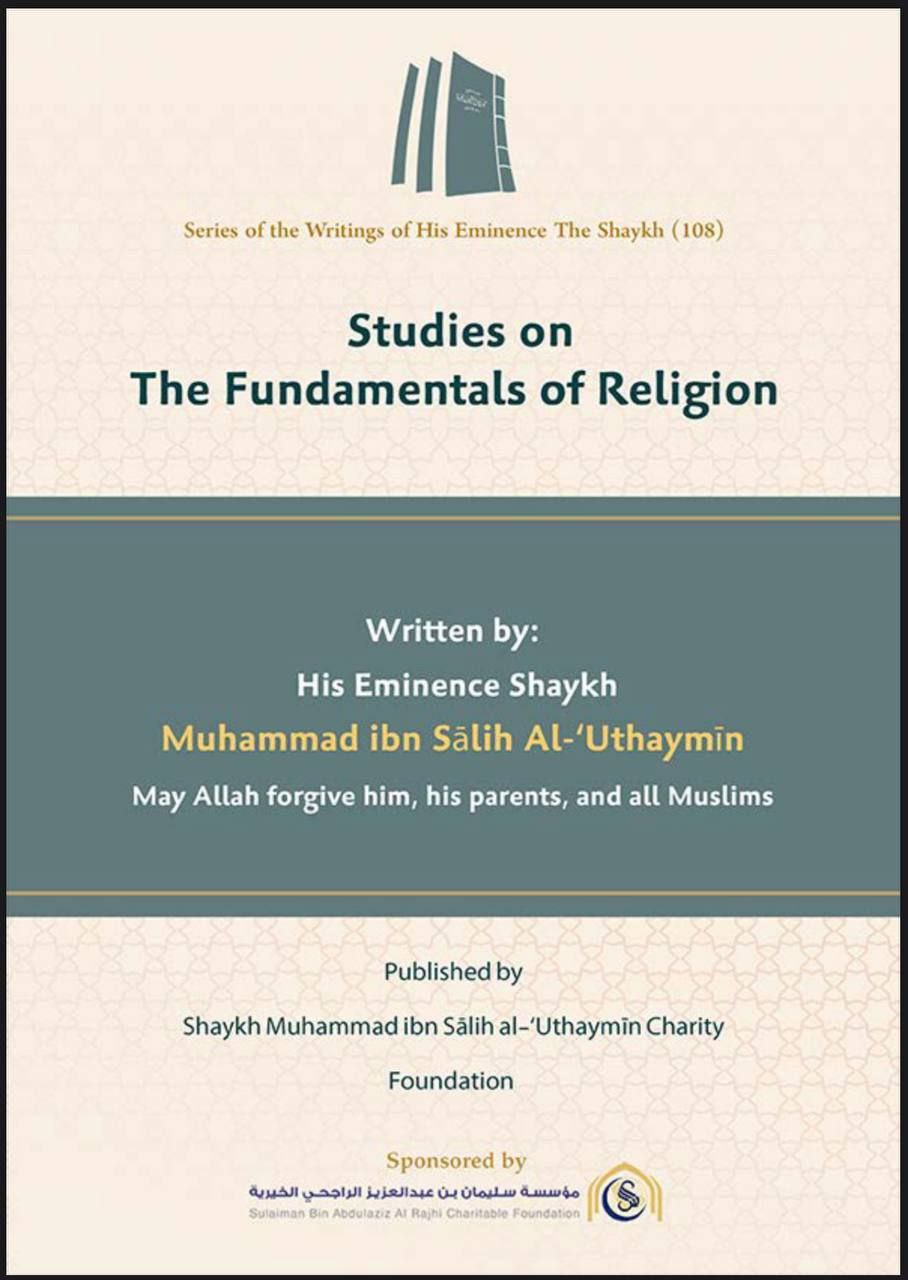 Series of the Writings of His Eminence The Shaykh (108)
Studies on
The Fundamentals of Religion
Written by:
His Eminence Shaykh
Muhammad ibn Sālih Al-‘Uthaymīn
May Allah forgive him, his parents, and all Muslims
Published by
Shaykh Muhammad ibn Sālih al-‘Uthaymīn Charity
Foundation
Sponsored by
مؤسسة سليمان بن عبدالعزيز الراجحي الخيرية
Sulaiman Bin Abdulaziz Al Rajhi Charitable Foundation